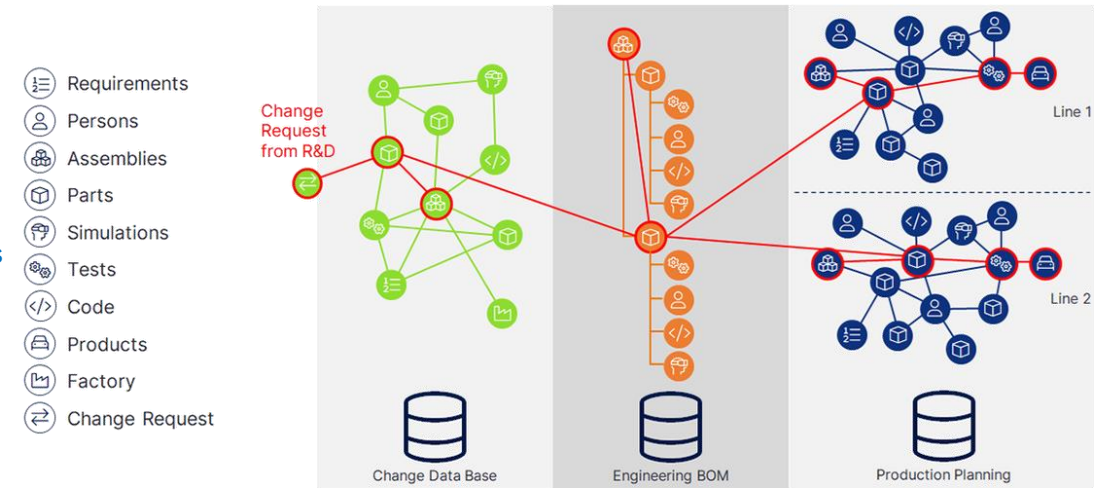 Requirements
Persons
Assemblies
Parts
Simulations
Tests
Code
Products
Factory
Change Request
Change
Request
from R&D
Line 1
Line 2
Change Data Base
Engineering BOM
Production Planning